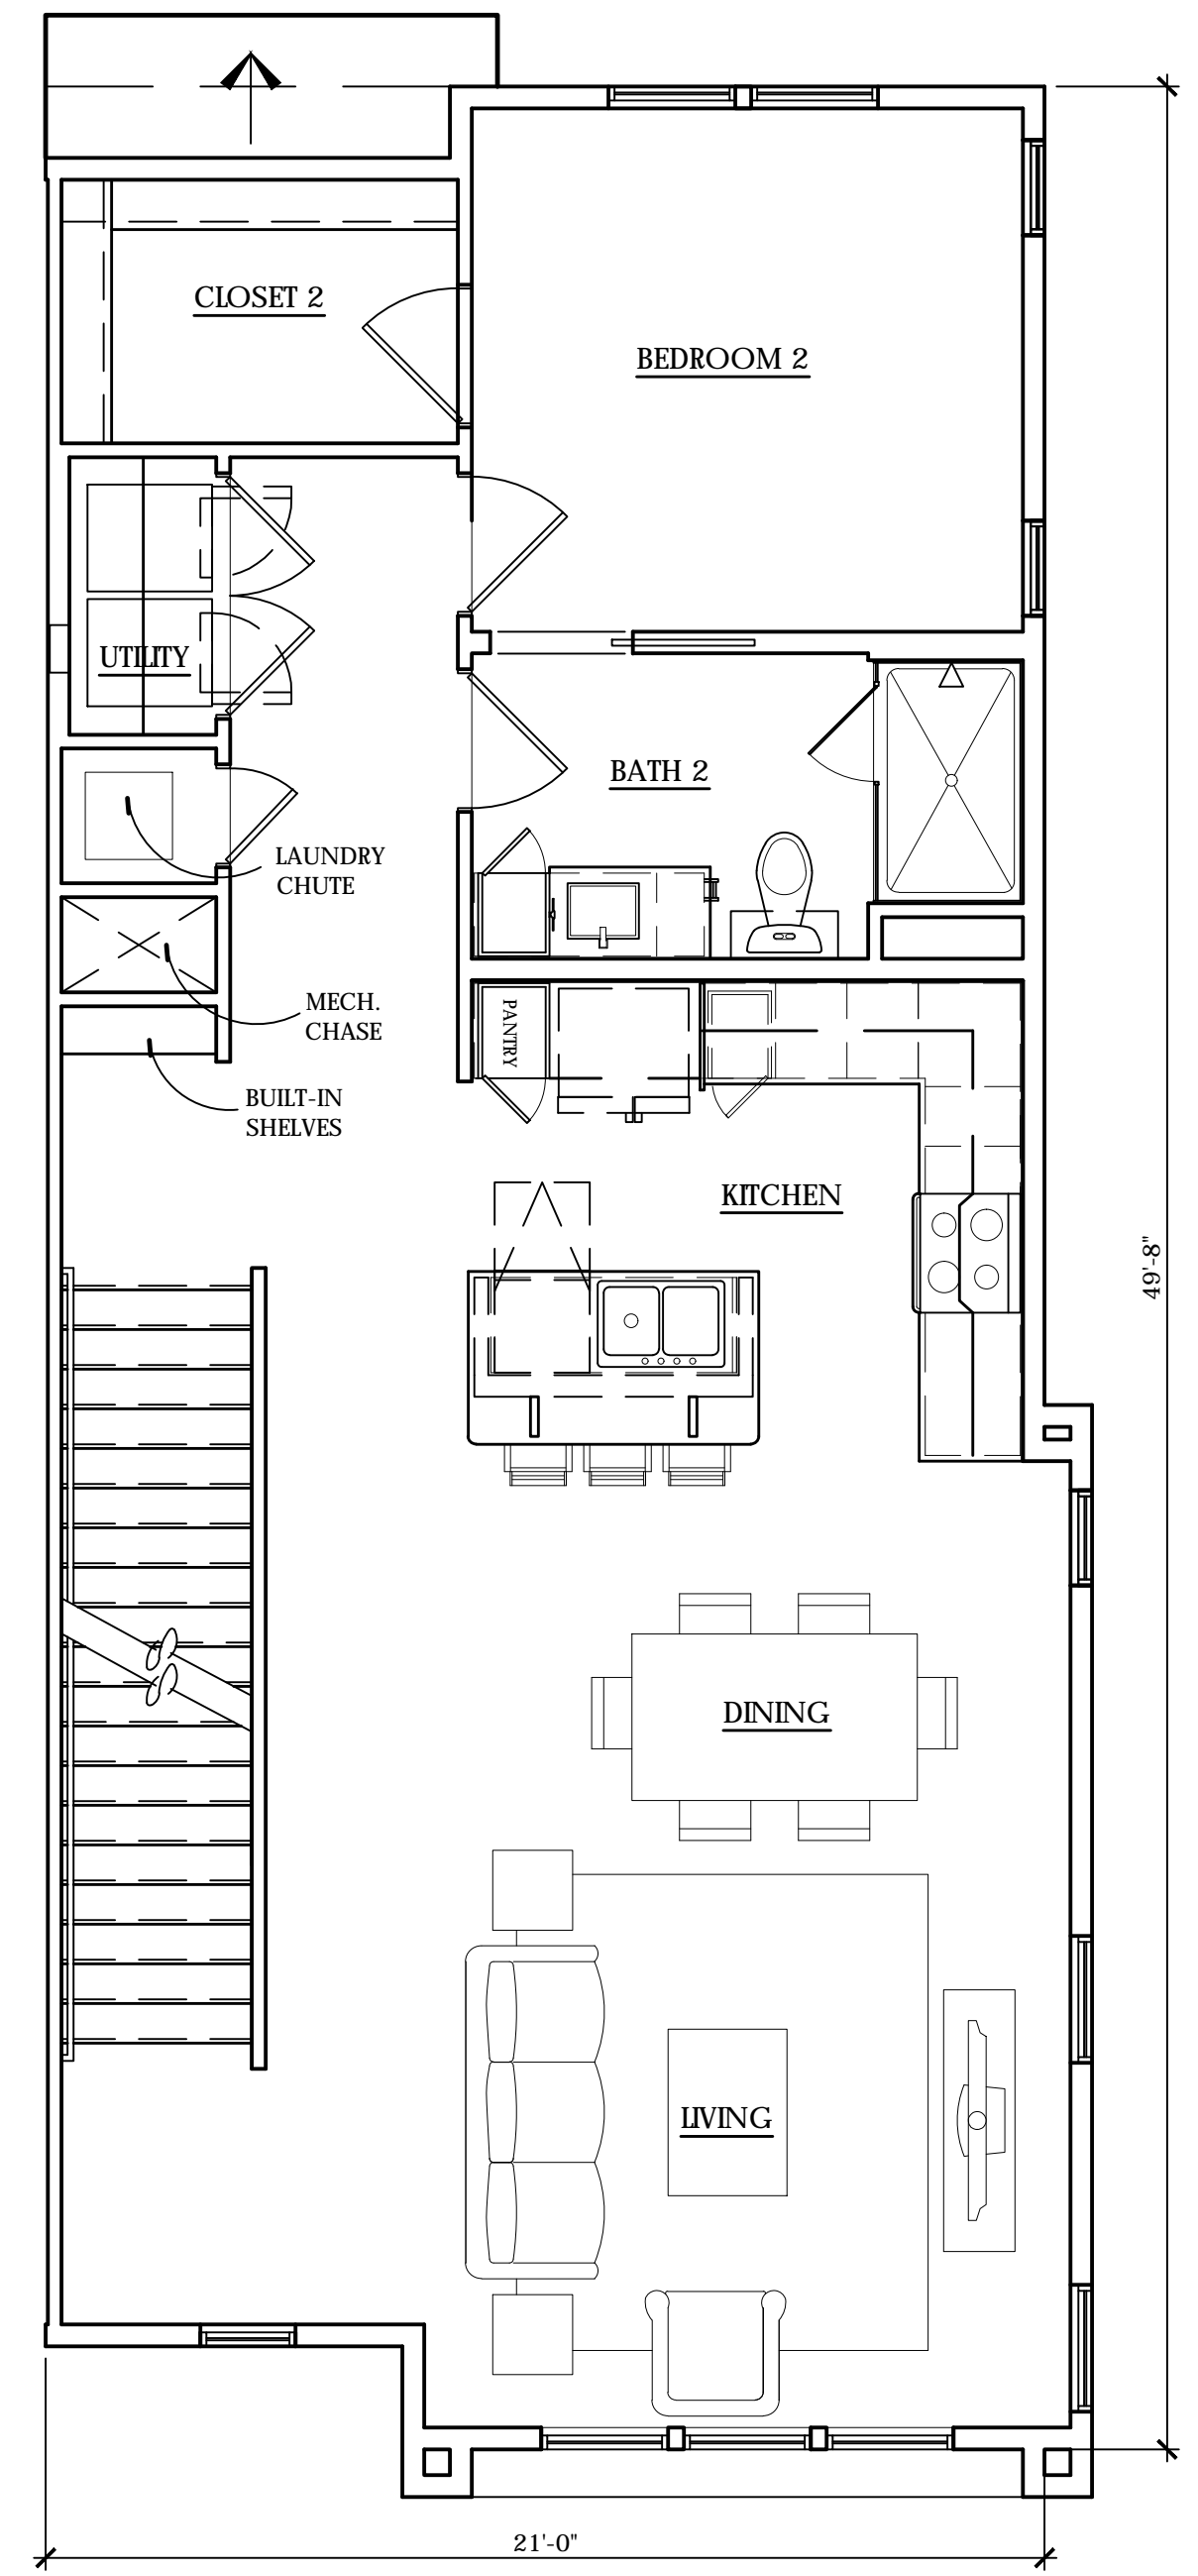 CLOSET 2
BEDROOM 2
UTILITY
BATH 2
LAUNDRY
CHUTE
MECH.
CHASE
PANTRY
BUILT-IN
SHELVES
KITCHEN
49'-8"
DINING
LIVING
21'-0"